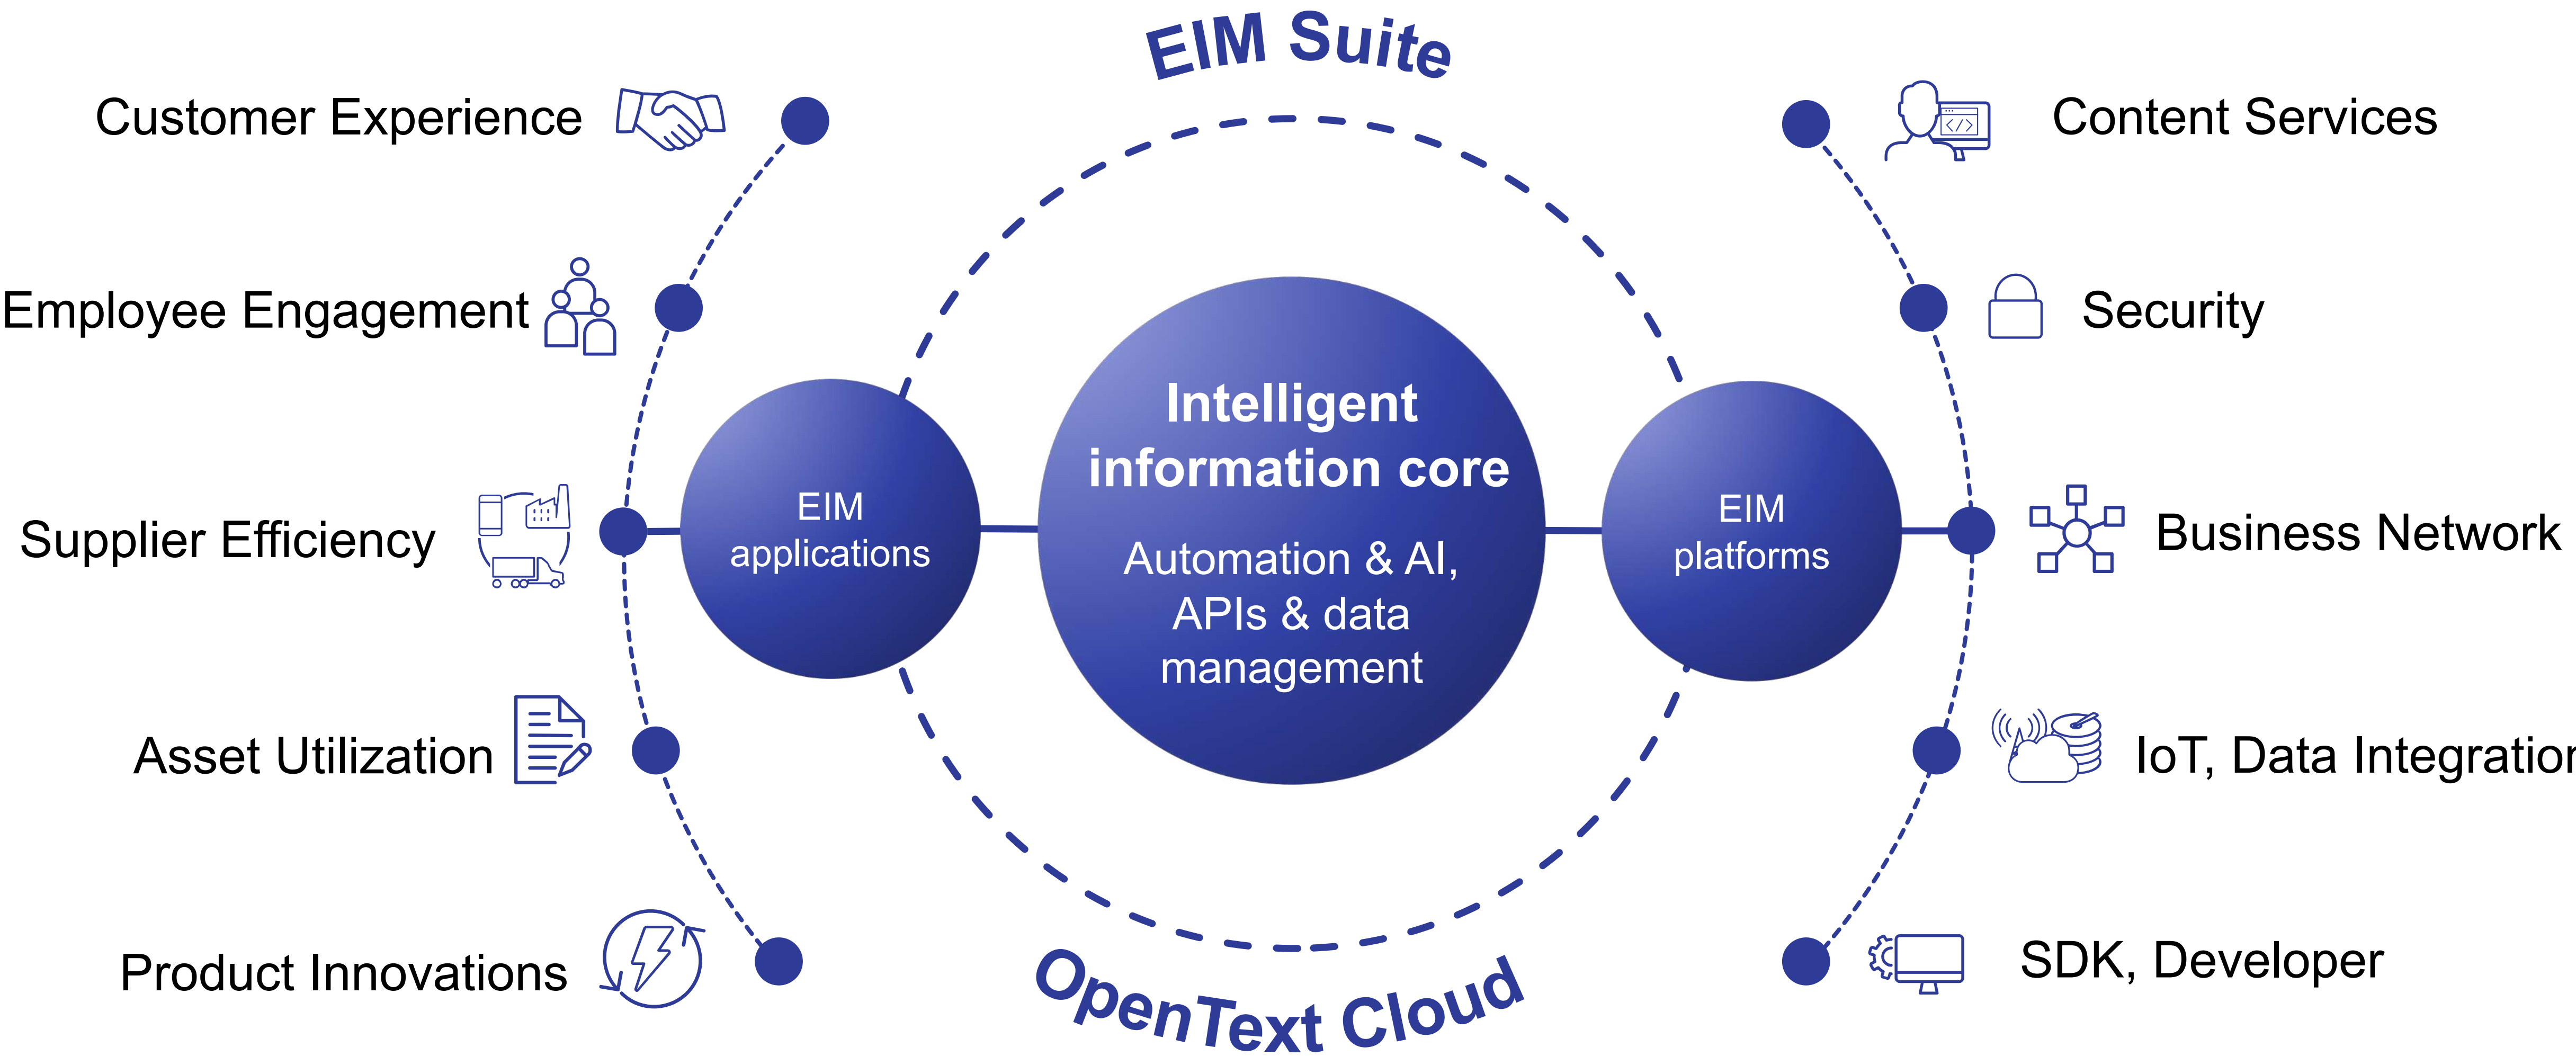 EIM Suite
Customer Experience
Employee Engagement
Supplier Efficiency
Asset Utilization
Product Innovations
EIM
applications
Intelligent
information core
Automation & AI,
APIs & data
management
EIM
platforms
Content Services
Security
Business Network
IoT, Data Integration
SDK, Developer
OpenText Cloud